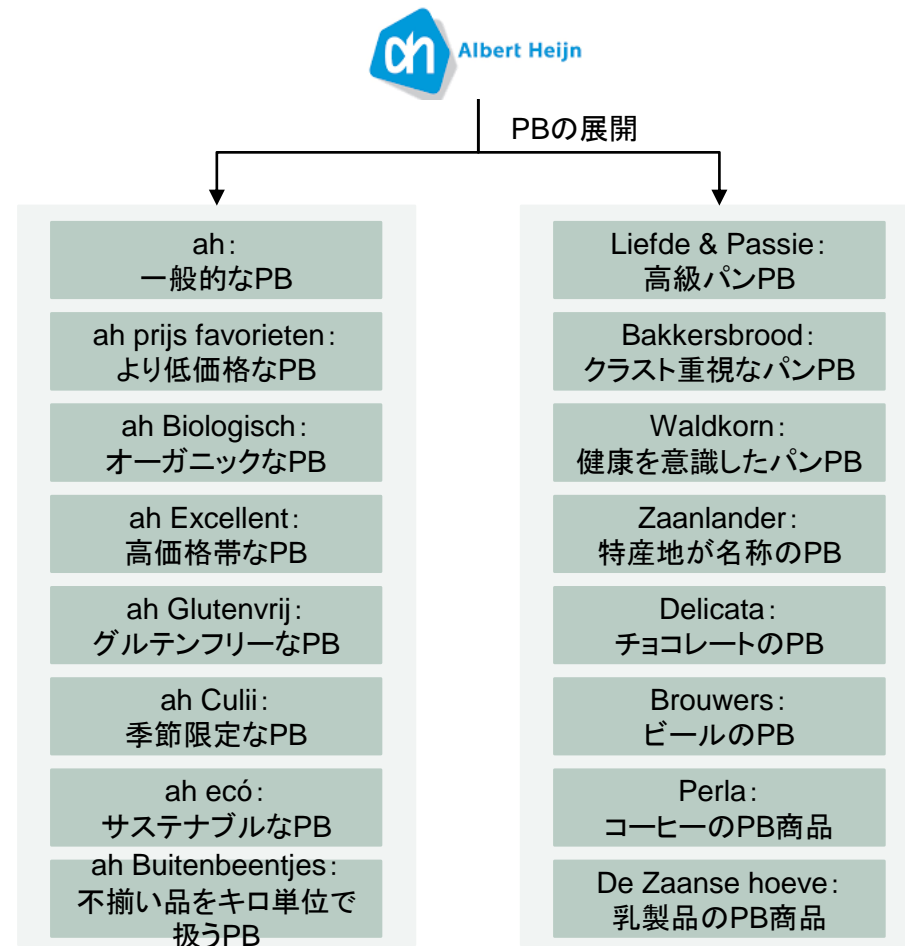 ah Albert Heijn
PBの展開
ah：
一般的なPB
ah prijs favorieten：
より低価格なPB
ah Biologisch：
オーガニックなPB
ah Excellent：
高価格帯なPB
ah Glutenvrij：
グルテンフリーなPB
ah Culii：
季節限定なPB
ah ecó：
サステナブルなPB
ah Buitenbeentjes：
不揃い品をキロ単位で
扱うPB
Liefde & Passie：
高級パンPB
Bakkersbrood：
クラスト重視なパンPB
Waldkorn：
健康を意識したパンPB
Zaanlander：
特産地が名称のPB
Delicata：
チョコレートのPB
Brouwers：
ビールのPB
Perla：
コーヒーのPB商品
De Zaanse hoeve：
乳製品のPB商品